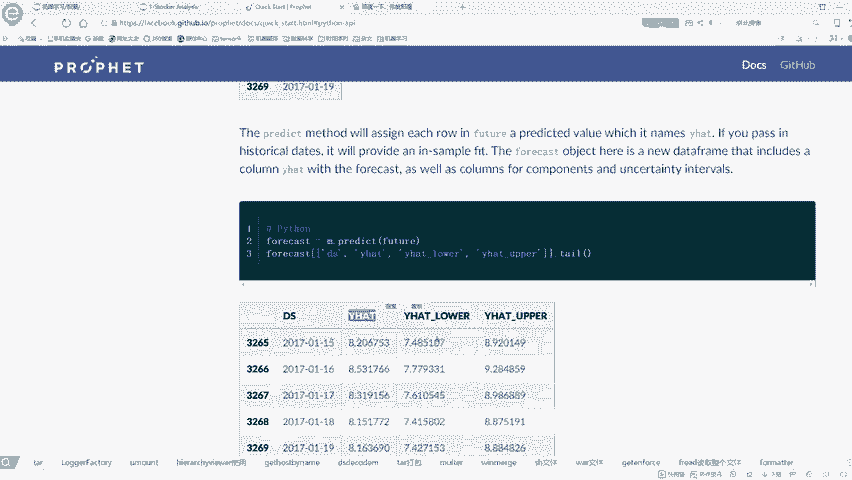 Quick Start | Prophet
https://facebook.github.io/prophet/docs/quick_start.html#python-api
PROPHET
Docs GitHub
3269 2017-01-19
The predict method will assign each row in future a predicted value which it names yhat. If you pass in
historical dates, it will provide an in-sample fit. The forecast object here is a new dataframe that includes a
column yhat with the forecast, as well as columns for components and uncertainty intervals.
1 # Python
2 forecast = m.predict(future)
3 forecast[['ds', 'yhat', 'yhat_lower', 'yhat_upper']].tail()
DS YHAT YHAT_LOWER YHAT_UPPER
3265 2017-01-15 8.206753 7.485107 8.920149
3266 2017-01-16 8.531766 7.779331 9.284859
3267 2017-01-17 8.319156 7.610545 8.986889
3268 2017-01-18 8.151772 7.415802 8.875191
3269 2017-01-19 8.163690 7.427153 8.884826
tar LoggerFactory umount hierarchyviewer使用 gethostbyname dsdecodem tar打包 multer winmerge sh文件 war文件 getenforce fread读取整个文件 formatter